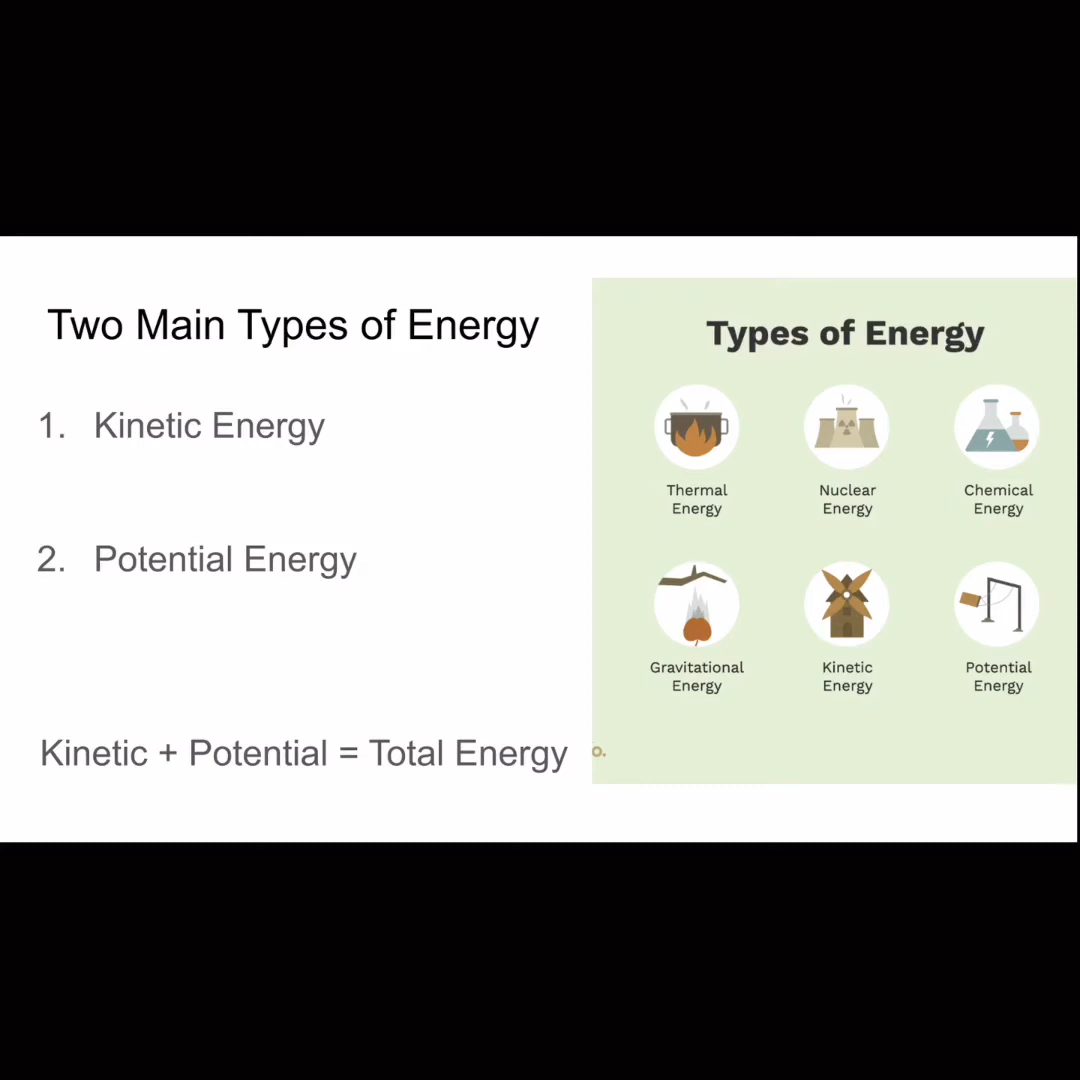 Two Main Types of Energy
1. Kinetic Energy
2. Potential Energy
Kinetic + Potential = Total Energy
Types of Energy
Thermal
Energy
Nuclear
Energy
Chemical
Energy
Gravitational
Energy
Kinetic
Energy
Potential
Energy
o.